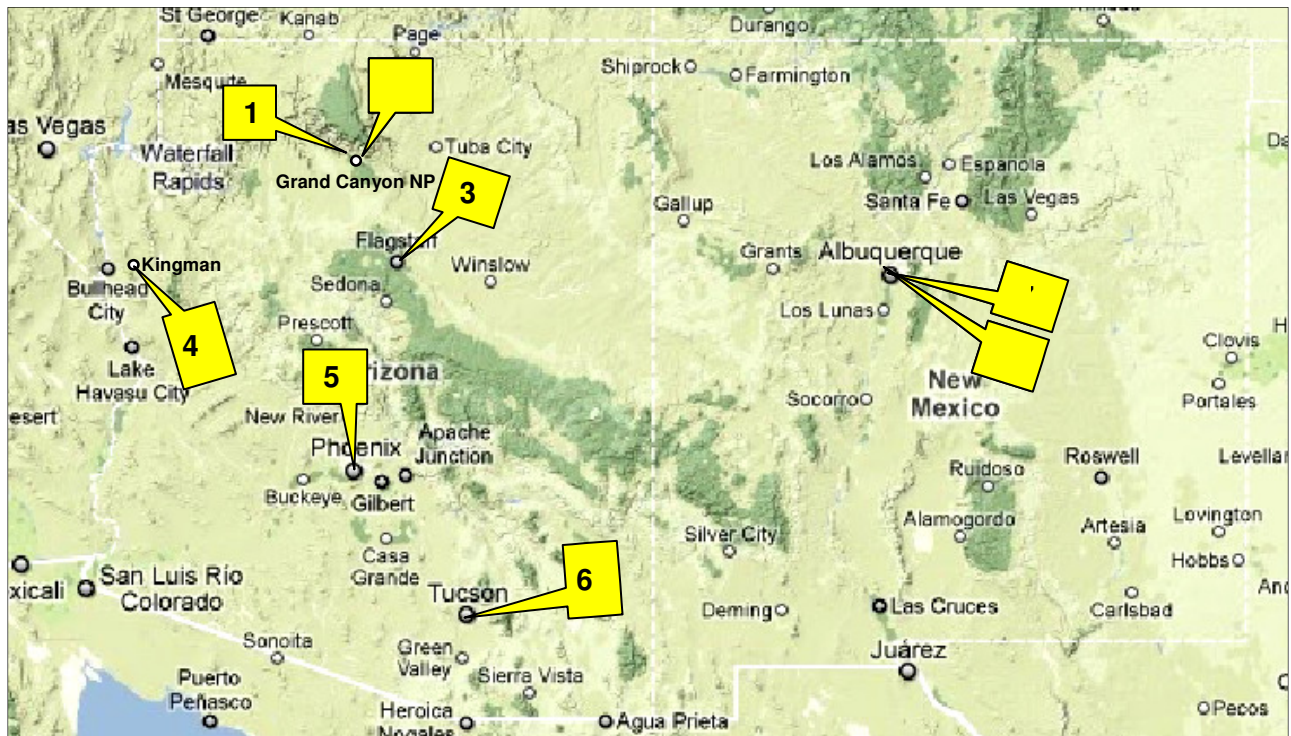 St George
Kanab
Page
Durango
Mesquite
Shiprock
Farmington
1
as Vegas
Waterfall
Rapids
Tuba City
Grand Canyon NP
3
Los Alamos
Espanola
Santa Fe
Las Vegas
Gallup
Flagstaff
Winslow
Grants
Albuquerque
Kingman
Bullhead
City
Sedona
Los Lunas
Prescott
4
Lake
Havasu City
5
rizona
New
Mexico
Clovis
Portales
esert
New River
Socorro
Phoenix
Apache
Junction
Buckeye
Gilbert
Ruidoso
Roswell
Levellan
Casa
Grande
Silver City
Alamogordo
Artesia
Lovington
Hobbs
xicali
San Luis Río
Colorado
Tucson
6
Deming
Las Cruces
Carlsbad
And
Sonoita
Green
Valley
Juárez
Puerto
Peñasco
Sierra Vista
Heroica
Nogales
Agua Prieta
Pecos